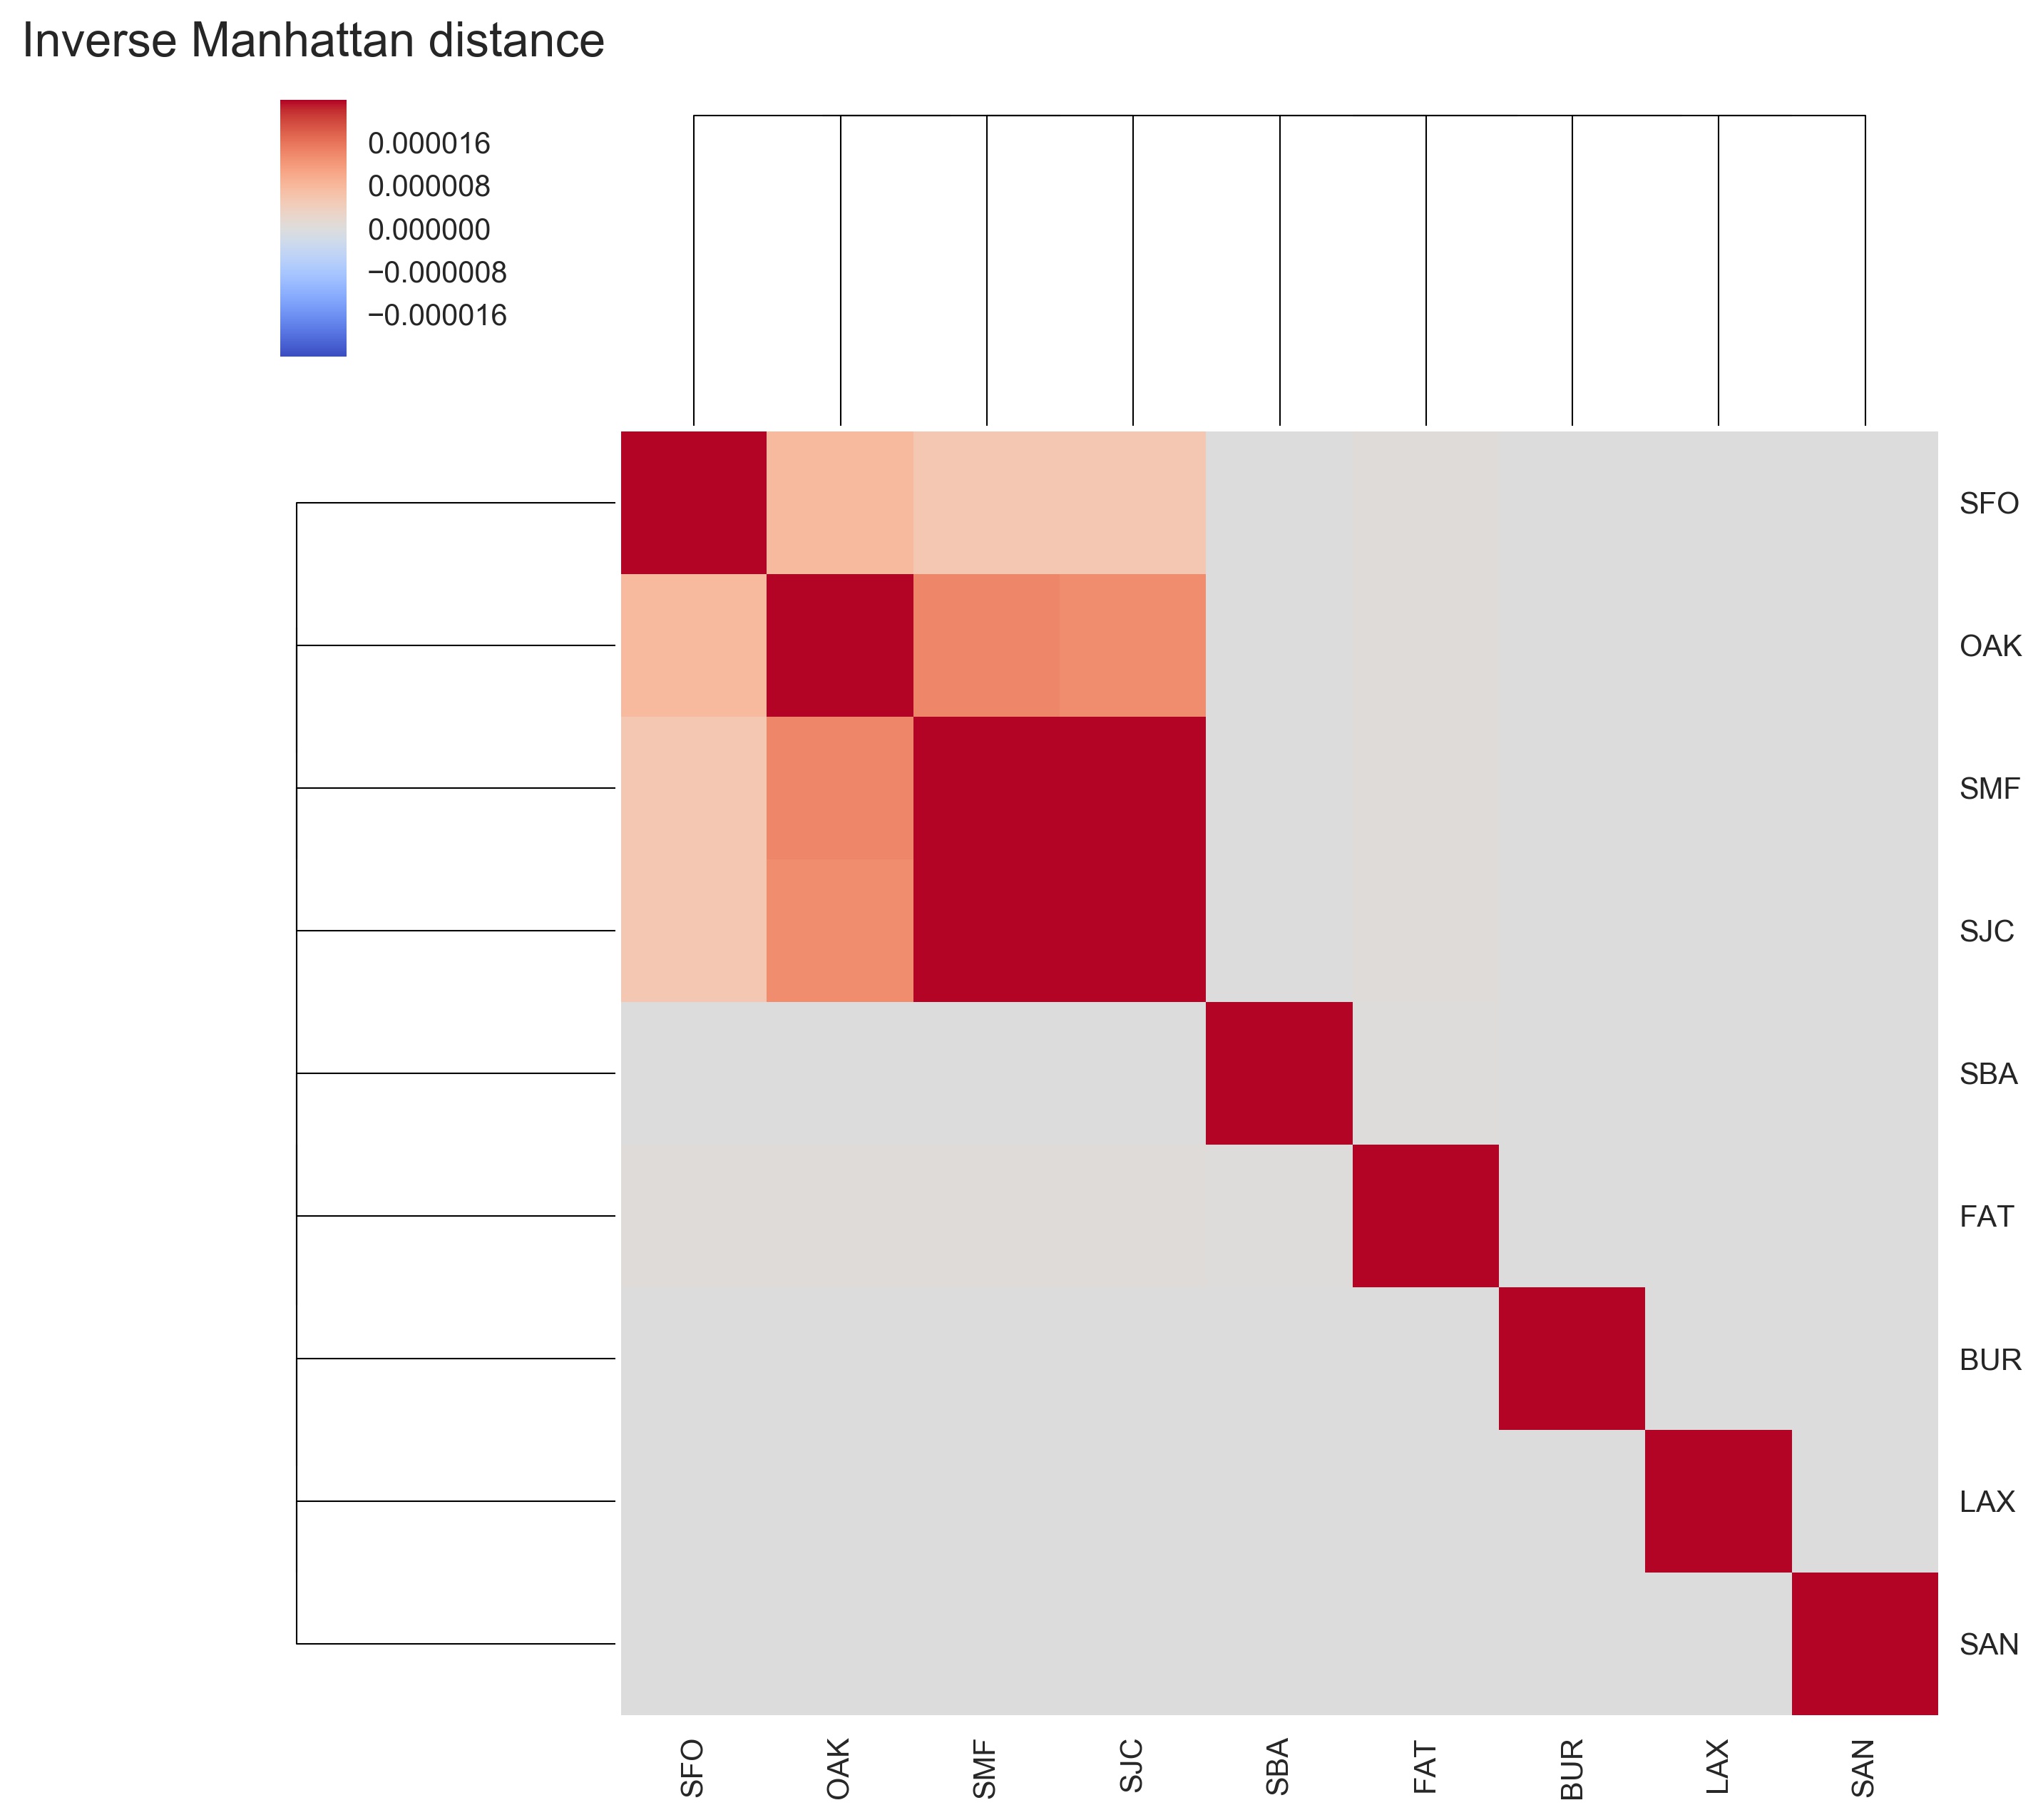 Inverse Manhattan distance
0.000016
0.000008
0.000000
−0.000008
−0.000016
SFO
OAK
SMF
SJC
SBA
FAT
BUR
LAX
SAN
SFO
OAK
SMF
SJC
SBA
FAT
BUR
LAX
SAN